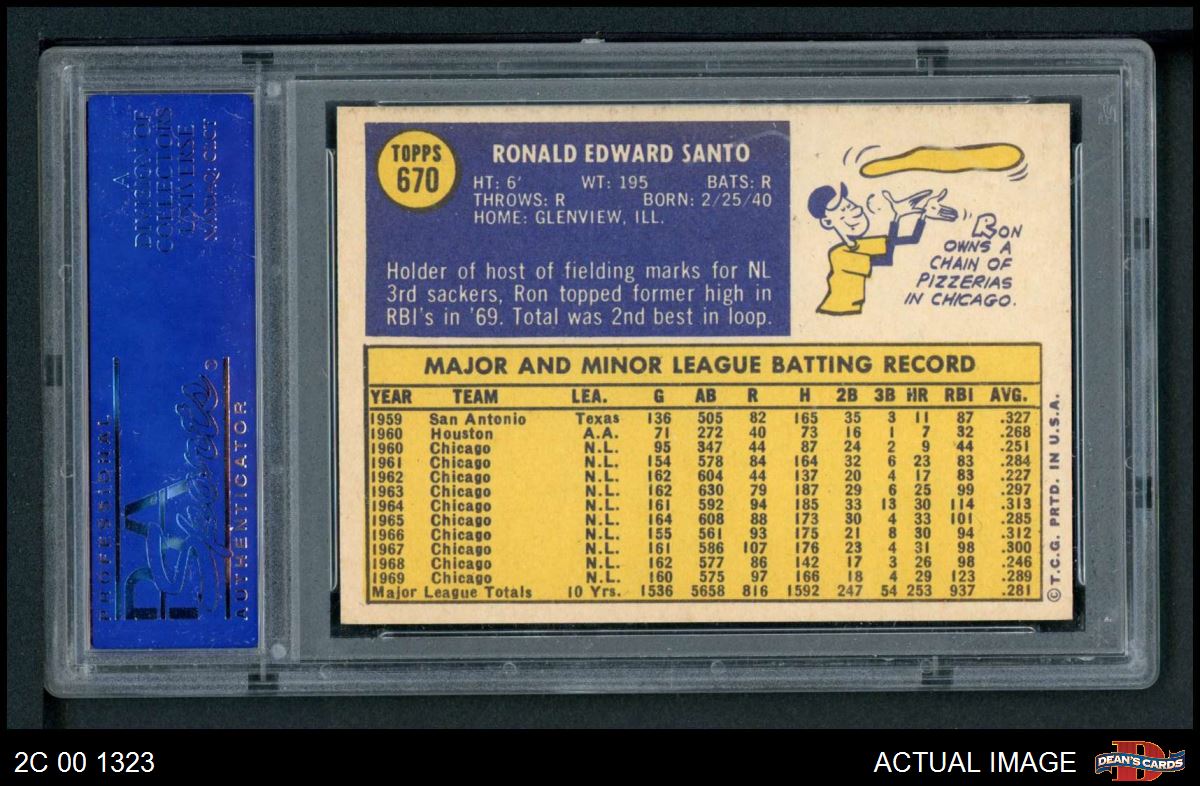 A
DIVISION OF
COLLECTORS
UNIVERSE
NASDAQ: CLCT
PROFESSIONAL
PSA
Sports
AUTHENTICATOR
TOPPS
670
RONALD EDWARD SANTO
HT: 6' WT: 195 BATS: R
THROWS: R BORN: 2/25/40
HOME: GLENVIEW, ILL.
Holder of host of fielding marks for NL
3rd sackers, Ron topped former high in
RBI's in '69. Total was 2nd best in loop.
RON
OWNS A
CHAIN OF
PIZZERIAS
IN CHICAGO.
MAJOR AND MINOR LEAGUE BATTING RECORD
YEAR TEAM LEA. G AB R H 2B 3B HR RBI AVG.
1959 San Antonio Texas 136 505 82 165 35 3 11 87 .327
1960 Houston A.A. 71 272 40 73 16 1 7 32 .268
1960 Chicago N.L. 95 347 44 87 24 2 9 44 .251
1961 Chicago N.L. 154 578 84 164 32 6 23 83 .284
1962 Chicago N.L. 162 604 44 137 20 4 17 83 .227
1963 Chicago N.L. 162 630 79 187 29 6 25 99 .297
1964 Chicago N.L. 161 592 94 185 33 13 30 114 .313
1965 Chicago N.L. 164 608 88 173 30 4 33 101 .285
1966 Chicago N.L. 155 561 93 175 21 8 30 94 .312
1967 Chicago N.L. 161 586 107 176 23 4 31 98 .300
1968 Chicago N.L. 162 577 86 142 17 3 26 98 .246
1969 Chicago N.L. 160 575 97 166 18 4 29 123 .289
Major League Totals 10 Yrs. 1536 5658 816 1592 247 54 253 937 .281
©T.C.G. PRTD. IN U.S.A.
2C 00 1323
ACTUAL IMAGE
DEAN'S CARDS